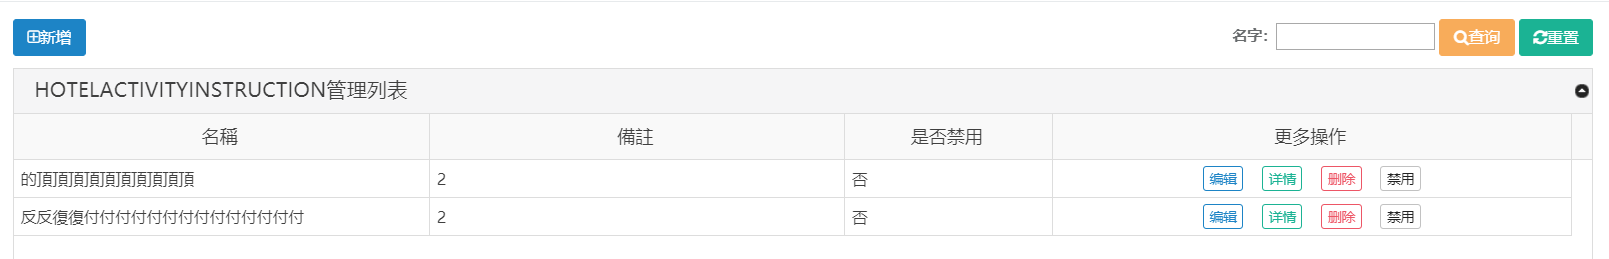 新增 名字： 查询 重置
HOTELACTIVITYINSTRUCTION管理列表
名稱 備註 是否禁用 更多操作
的頂頂頂頂頂頂頂頂頂頂 2 否 编辑 详情 删除 禁用
反反復復付付付付付付付付付付付付付付 2 否 编辑 详情 删除 禁用